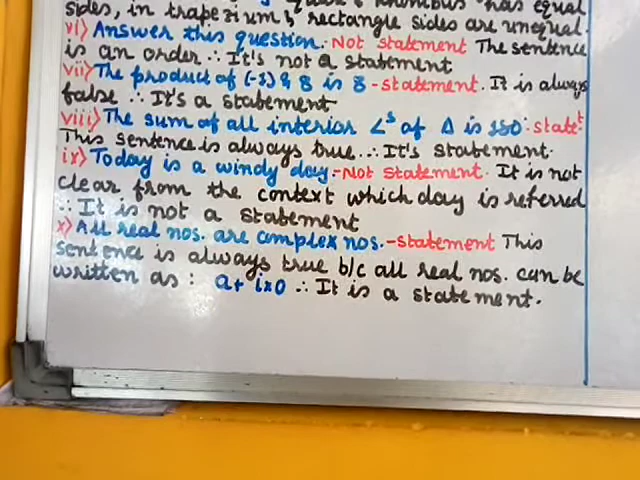 sides, in trapezium & rectangle sides are unequal.
vi) Answer this question. - Not statement The sentence
is an order ∴ It's not a statement
vii) The product of (-1) & 8 is 8 - statement. It is always
false ∴ It's a statement
viii) The sum of all interior ∠s of Δ is 180° - statet
This sentence is always true ∴ It's statement.
ix) Today is a windy day. - Not statement. It is not
clear from the context which day is referred
∴ It is not a statement
x) All real nos. are complex nos. - statement This
sentence is always true b/c all real nos. can be
written as : a + i×0 ∴ It is a statement.